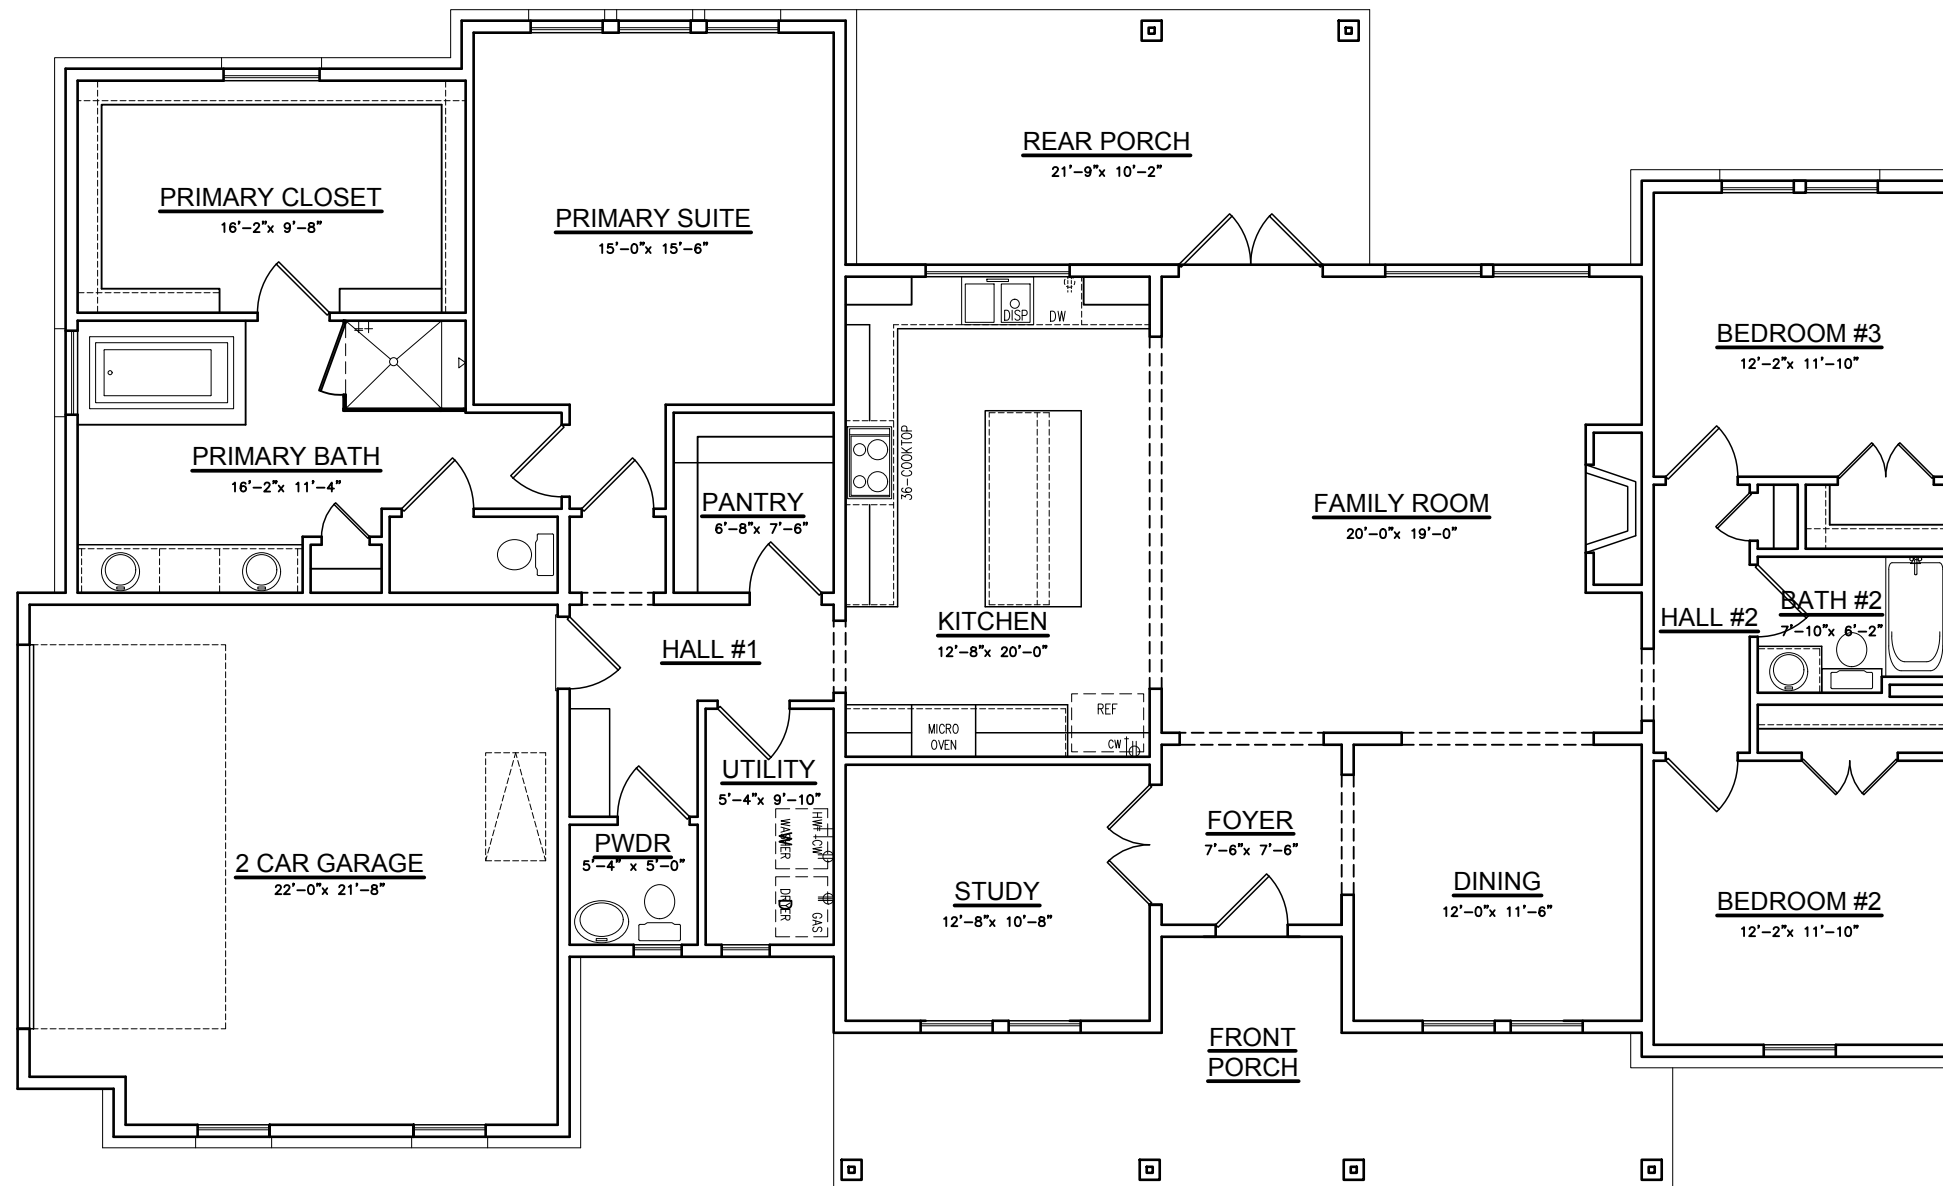 REAR PORCH
21'-9"x 10'-2"
PRIMARY CLOSET
16'-2"x 9'-8"
PRIMARY SUITE
15'-0"x 15'-6"
DISP
DW
BEDROOM #3
12'-2"x 11'-10"
PRIMARY BATH
16'-2"x 11'-4"
36-COOKTOP
PANTRY
6'-8"x 7'-6"
FAMILY ROOM
20'-0"x 19'-0"
KITCHEN
12'-8"x 20'-0"
HALL #1
HALL #2
BATH #2
7'-10"x 6'-2"
REF
MICRO
OVEN
CW
UTILITY
5'-4"x 9'-10"
HW
CW
WASHER
W
DRYER
D
GAS
PWDR
5'-4" x 5'-0"
2 CAR GARAGE
22'-0"x 21'-8"
STUDY
12'-8"x 10'-8"
FOYER
7'-6"x 7'-6"
DINING
12'-0"x 11'-6"
BEDROOM #2
12'-2"x 11'-10"
FRONT
PORCH